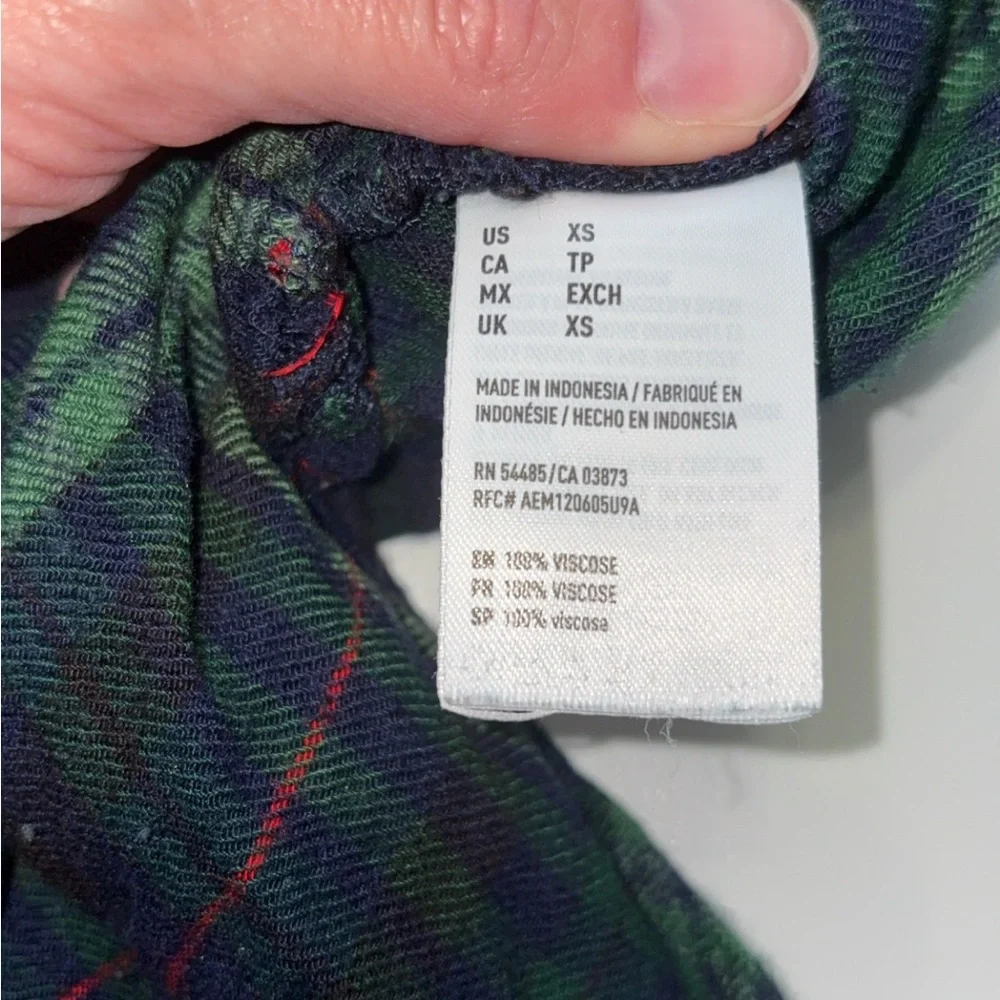 US XS
CA TP
MX EXCH
UK XS
MADE IN INDONESIA / FABRIQUÉ EN
INDONÉSIE / HECHO EN INDONESIA
RN 54485/CA 03873
RFC# AEM120605U9A
EN 100% VISCOSE
FR 100% VISCOSE
SP 100% viscosa